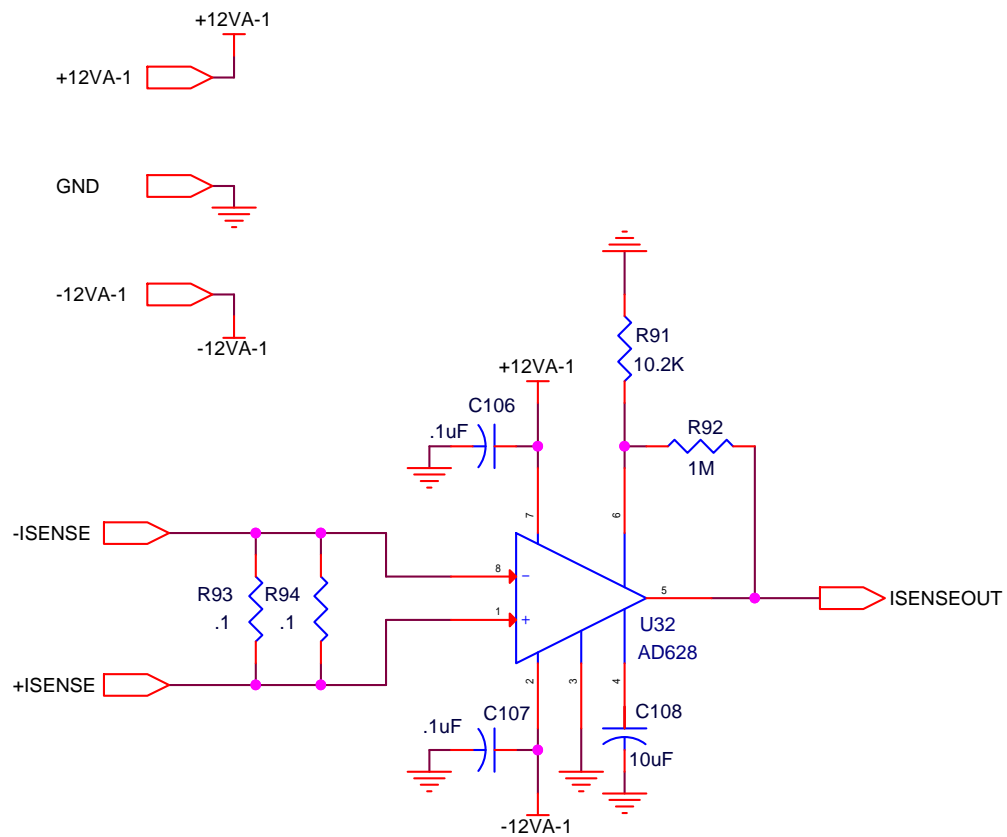 +12VA-1
+12VA-1
GND
-12VA-1
-12VA-1
R91
10.2K
+12VA-1
C106
.1uF
R92
1M
7
6
-ISENSE
8
−
R93
.1
R94
.1
5
ISENSEOUT
1
+
U32
AD628
+ISENSE
2
3
4
C107
.1uF
C108
10uF
-12VA-1